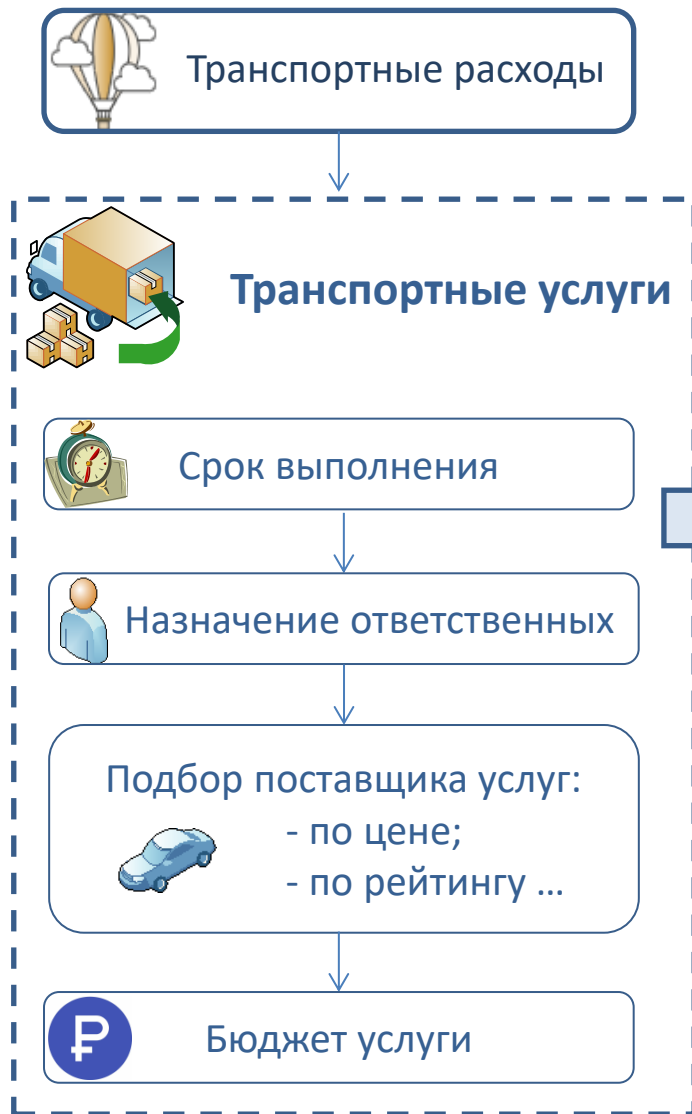 Транспортные расходы
Транспортные услуги
Срок выполнения
Назначение ответственных
Подбор поставщика услуг:
- по цене;
- по рейтингу ...
Бюджет услуги